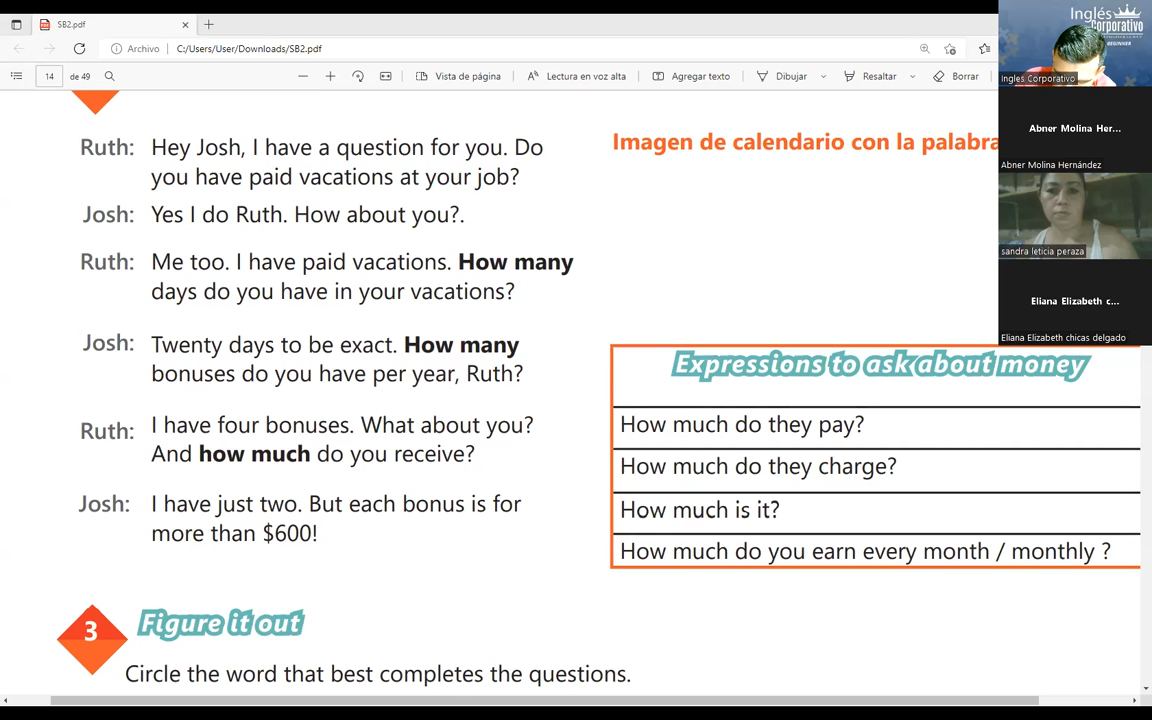 SB2.pdf
Archivo
C:/Users/User/Downloads/SB2.pdf
14
de 49
Vista de página
Lectura en voz alta
Agregar texto
Dibujar
Resaltar
Borrar
Inglés
Corporativo
BEGINNER
Ingles Corporativo
Abner Molina Her...
Abner Molina Hernández
sandra leticia peraza
Eliana Elizabeth c...
Eliana Elizabeth chicas delgado
Ruth: Hey Josh, I have a question for you. Do
you have paid vacations at your job?
Josh: Yes I do Ruth. How about you?.
Ruth: Me too. I have paid vacations. How many
days do you have in your vacations?
Josh: Twenty days to be exact. How many
bonuses do you have per year, Ruth?
Ruth: I have four bonuses. What about you?
And how much do you receive?
Josh: I have just two. But each bonus is for
more than $600!
Imagen de calendario con la palabra
Expressions to ask about money
How much do they pay?
How much do they charge?
How much is it?
How much do you earn every month / monthly ?
3 Figure it out
Circle the word that best completes the questions.